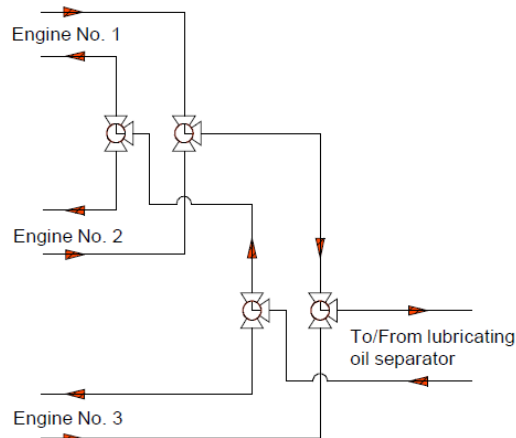 Engine No. 1
Engine No. 2
To/From lubricating
oil separator
Engine No. 3